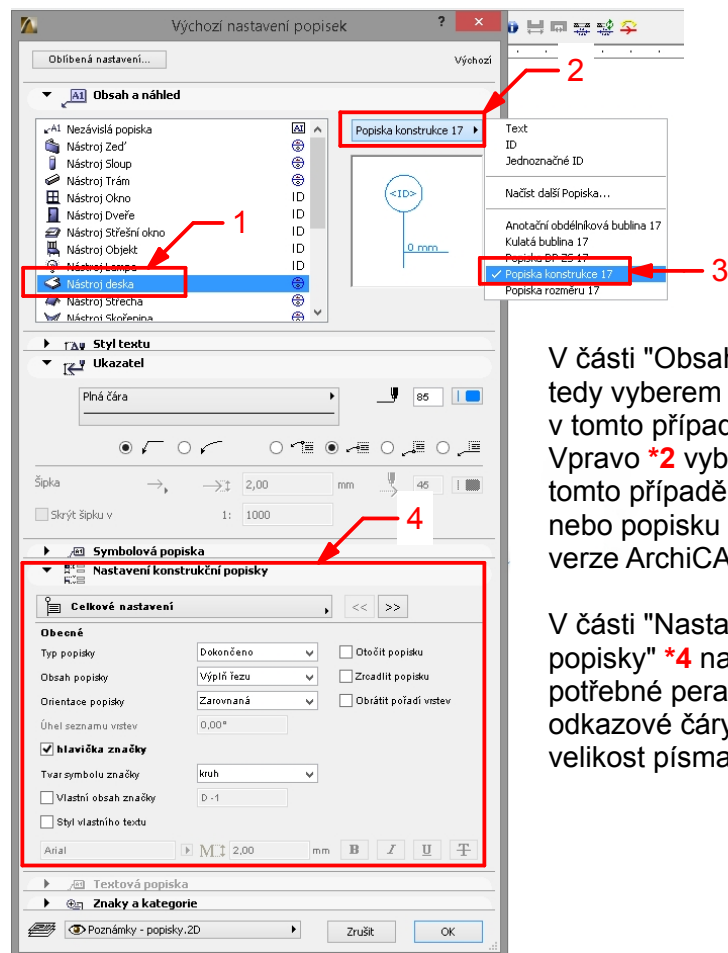 Výchozí nastavení popisek
?
×
Oblíbená nastavení...
Výchozí
2
Obsah a náhled
Nezávislá popiska
Nástroj Zeď
Nástroj Sloup
Nástroj Trám
Nástroj Okno ID
Nástroj Dveře ID
Nástroj Střešní okno ID
Nástroj Objekt ID
Nástroj Lampa ID
Nástroj deska
Nástroj Střecha
Nástroj Skořepina
1
Popiska konstrukce 17
<ID>
0 mm
Text
ID
Jednoznačné ID
Načíst další Popiska...
Anotační obdélníková bublina 17
Kulatá bublina 17
Popiska DP ZS 17
Popiska konstrukce 17
Popiska rozměru 17
3
Styl textu
Ukazatel
Plná čára
85
Šipka
2,00 mm
45
Skrýt šipku v
1: 1000
4
Symbolová popiska
Nastavení konstrukční popisky
Celkové nastavení
<< >>
Obecné
Typ popisky Dokončeno Otočit popisku
Obsah popisky Výplň řezu Zrcadlit popisku
Orientace popisky Zarovnaná Obrátit pořadí vrstev
Úhel seznamu vrstev 0,00°
hlavička značky
Tvar symbolu značky kruh
Vlastní obsah značky D -1
Styl vlastního textu
Arial 2,00 mm B I U T
Textová popiska
Znaky a kategorie
Poznámky - popisky.2D
Zrušit OK
V části "Obsah
tedy vyberem
v tomto případ
Vpravo *2 vyb
tomto případě
nebo popisku
verze ArchiCA
V části "Nasta
popisky" *4 na
potřebné pera
odkazové čáry
velikost písma